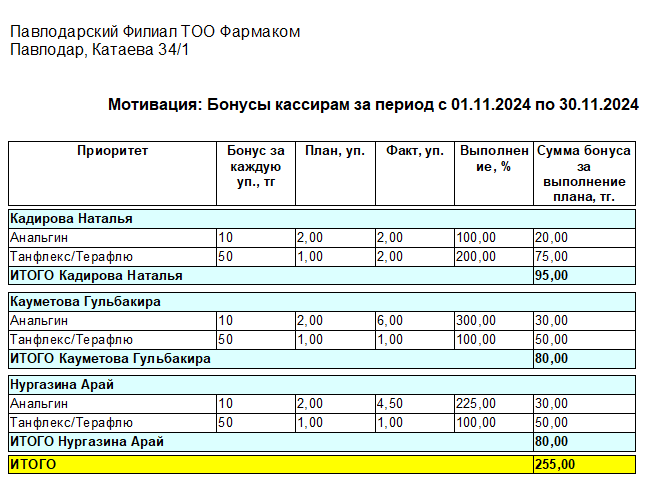 Павлодарский Филиал ТОО Фармаком
Павлодар, Катаева 34/1
Мотивация: Бонусы кассирам за период с 01.11.2024 по 30.11.2024
Приоритет Бонус за каждую уп., тг План, уп. Факт, уп. Выполнен ие, % Сумма бонуса за выполнение плана, тг.
Кадирова Наталья
Анальгин 10 2,00 2,00 100,00 20,00
Танфлекс/Терафлю 50 1,00 2,00 200,00 75,00
ИТОГО Кадирова Наталья 95,00
Кауметова Гульбакира
Анальгин 10 2,00 6,00 300,00 30,00
Танфлекс/Терафлю 50 1,00 1,00 100,00 50,00
ИТОГО Кауметова Гульбакира 80,00
Нургазина Арай
Анальгин 10 2,00 4,50 225,00 30,00
Танфлекс/Терафлю 50 1,00 1,00 100,00 50,00
ИТОГО Нургазина Арай 80,00
ИТОГО 255,00